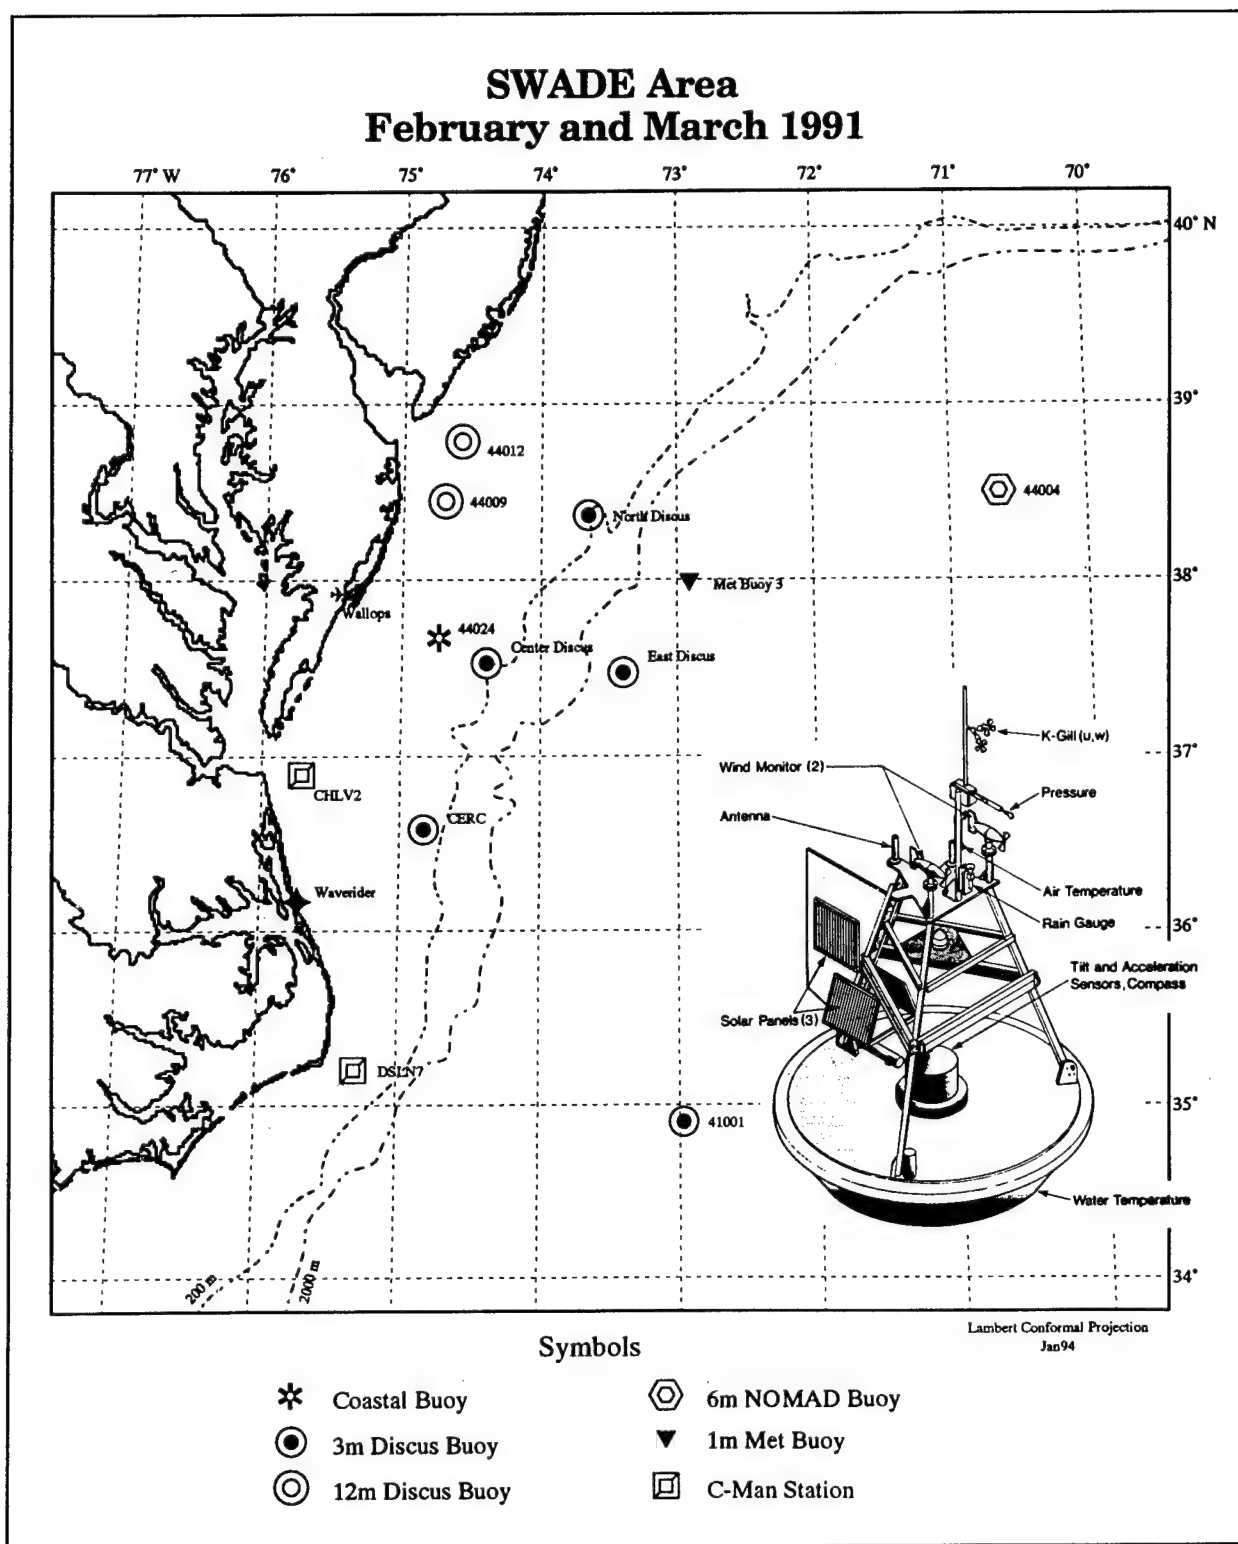 SWADE Area
February and March 1991
77° W 76° 75° 74° 73° 72° 71° 70°
40° N
39°
44012
44009
44004
North Discus
38°
Met Buoy 3
Wallops
44024
Center Discus
East Discus
37°
K-Gill (u,w)
Wind Monitor (2)
CHLV2
Pressure
CERC
Antenna
Waverider
Air Temperature
Rain Gauge
36°
Tilt and Acceleration
Sensors, Compass
Solar Panels (3)
DSLN7
35°
41001
Water Temperature
200 m
2000 m
34°
Lambert Conformal Projection
Jan94
Symbols
Coastal Buoy
6m NOMAD Buoy
3m Discus Buoy
1m Met Buoy
12m Discus Buoy
C-Man Station